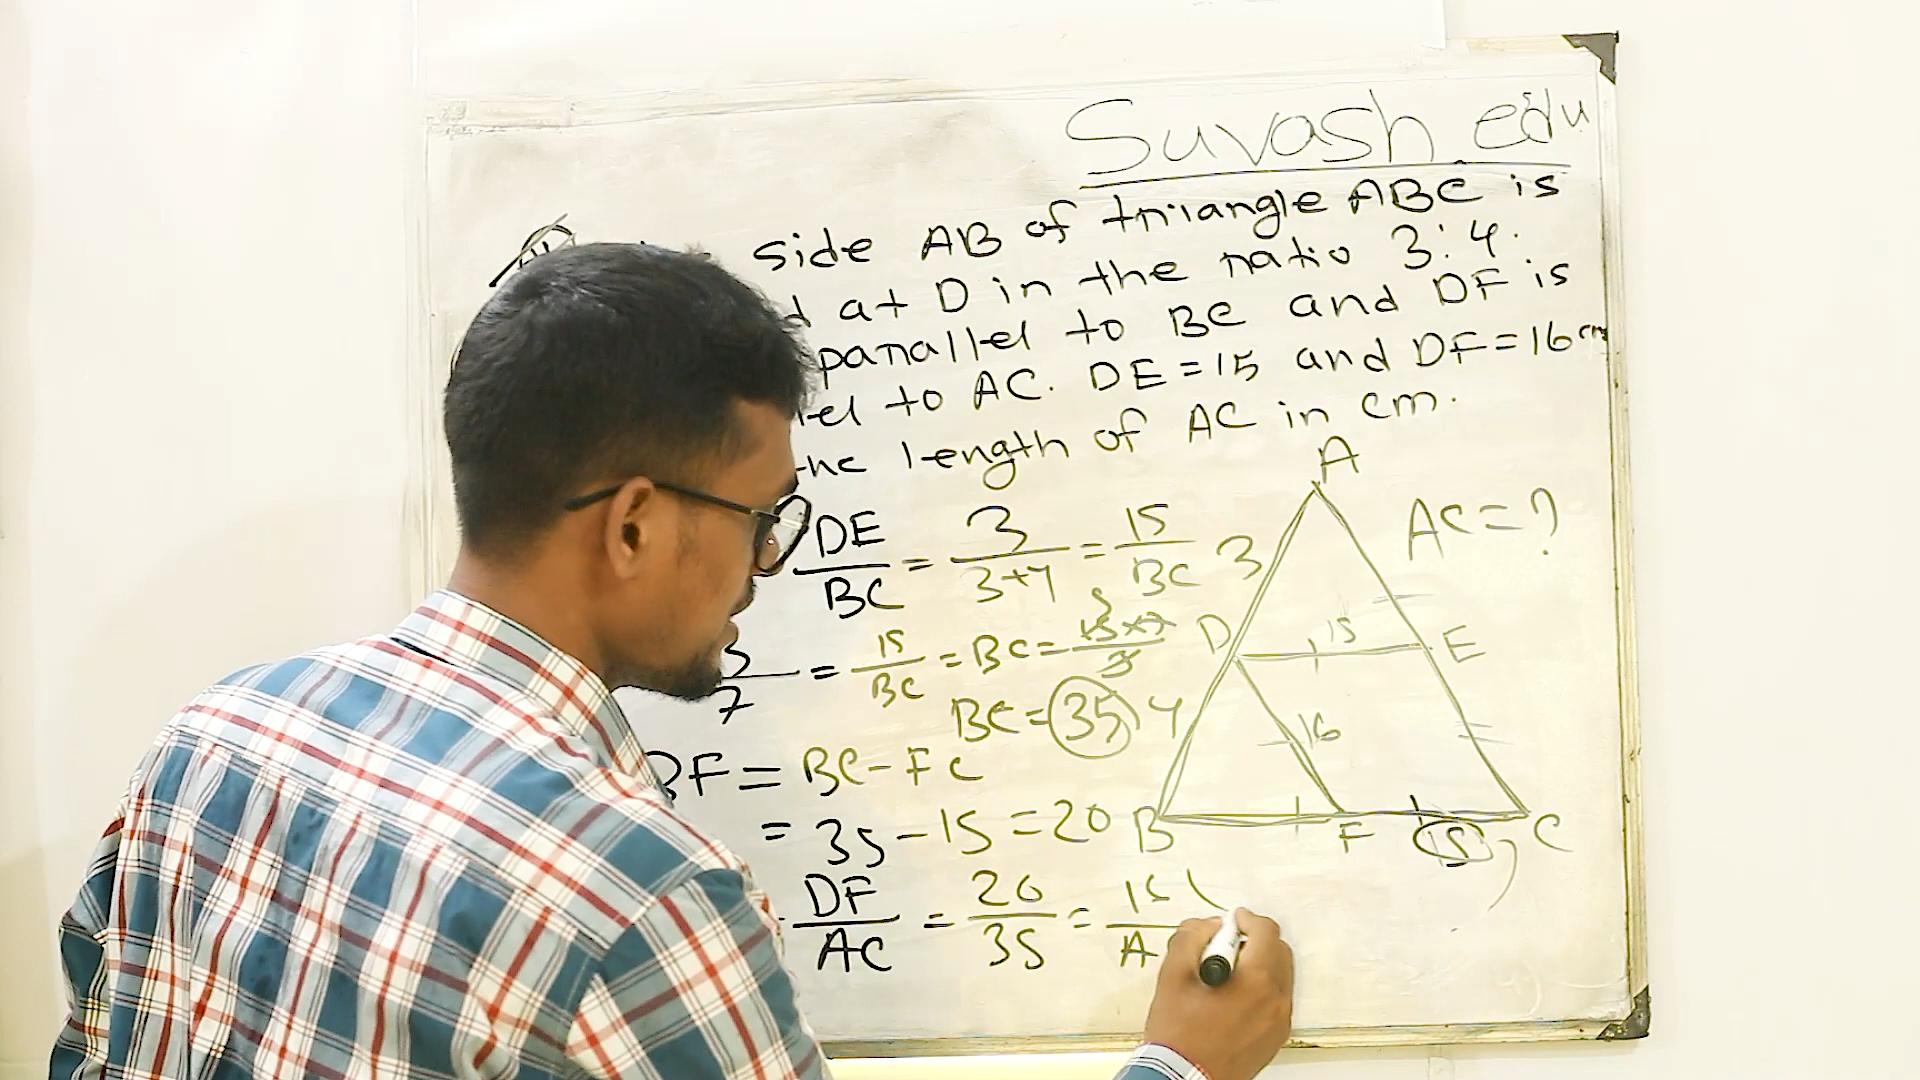 Suvash edu
side AB of triangle ABC is
at D in the ratio 3:4.
parallel to BC and DF is
to AC. DE=15 and DF=16cm
length of AC in cm.
A
AC=?
DE/BC = 3/3+4 = 15/BC
3
D
15
E
3/7 = 15/BC = BC = 15×7/3 5
BC=35
4
16
BF = BC-FC
= 35-15=20
B
F
15
C
DF/AC = 20/35 =